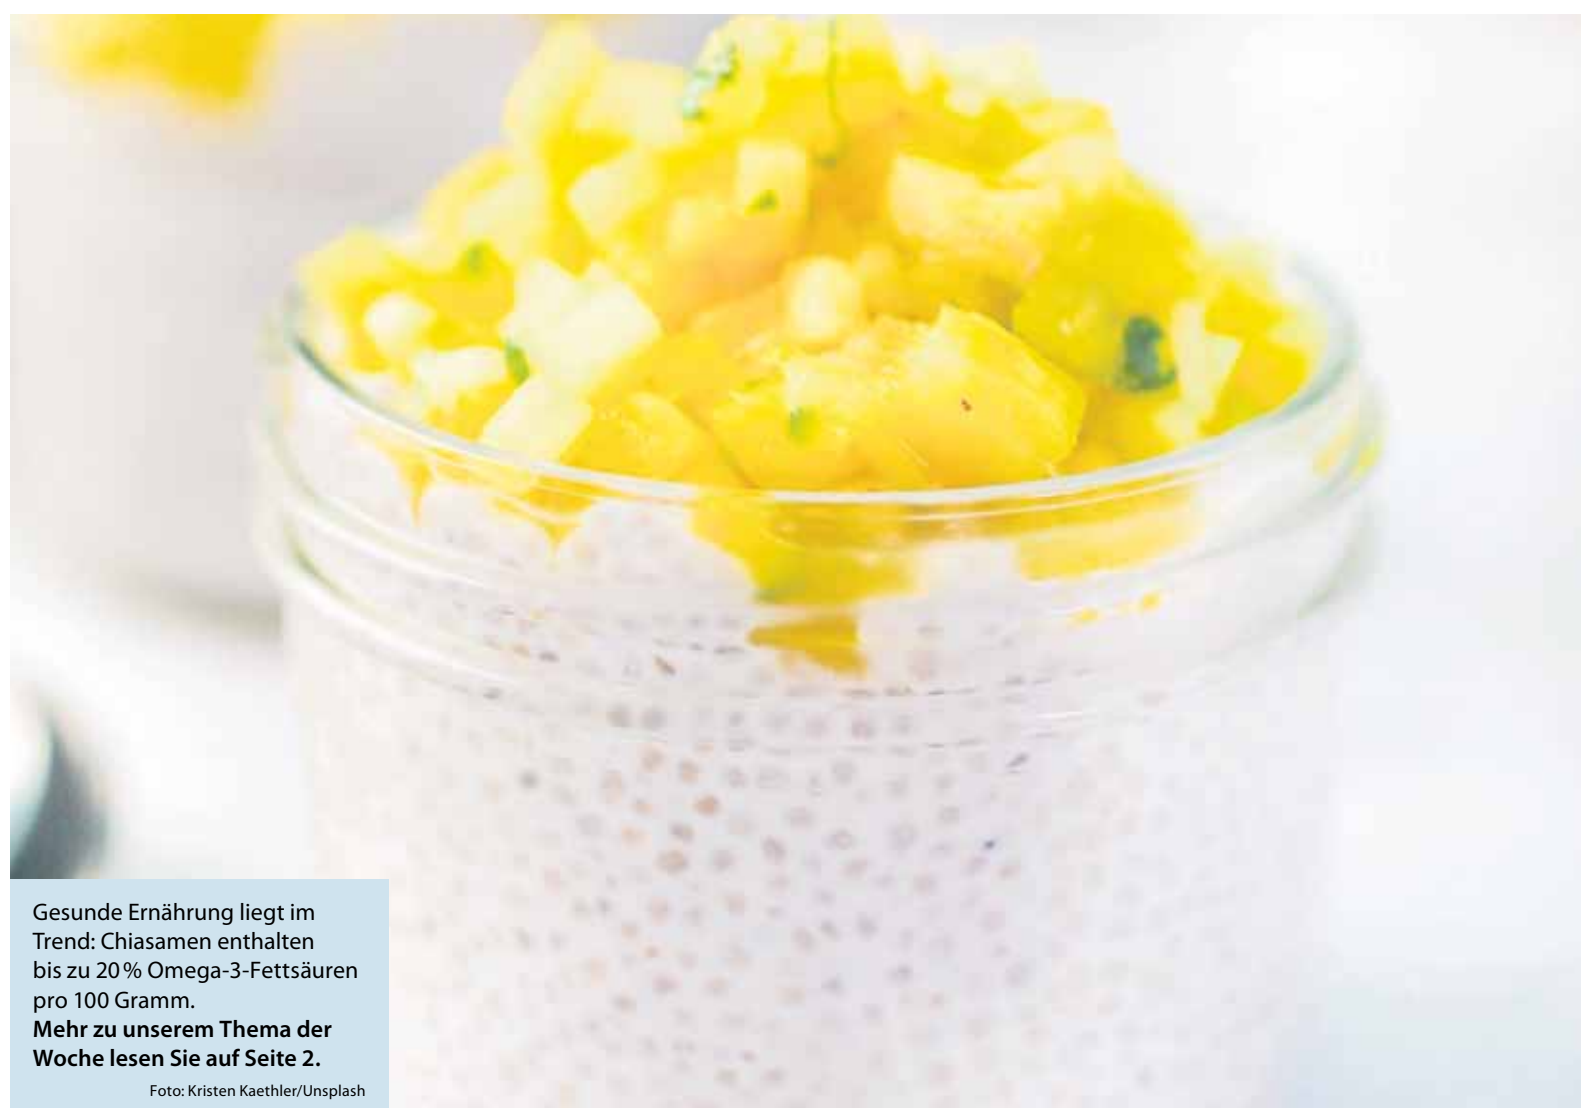 Gesunde Ernährung liegt im
Trend: Chiasamen enthalten
bis zu 20 % Omega-3-Fettsäuren
pro 100 Gramm.
Mehr zu unserem Thema der
Woche lesen Sie auf Seite 2.
Foto: Kristen Kaethler/Unsplash